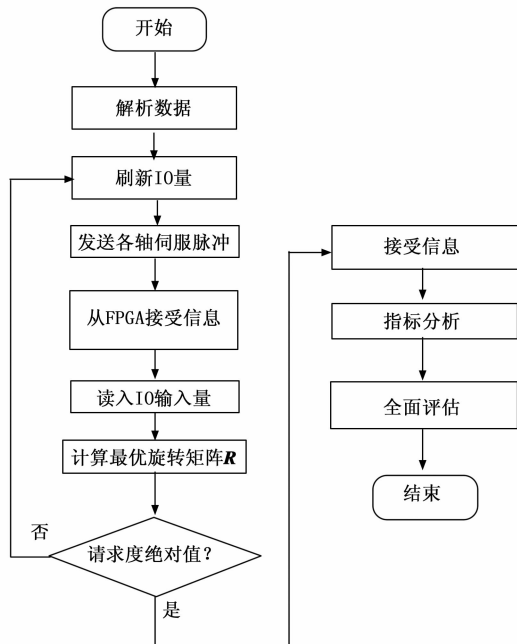 开始
解析数据
刷新IO量
发送各轴伺服脉冲
从FPGA接受信息
读入IO输入量
计算最优旋转矩阵R
请求度绝对值？
否
是
接受信息
指标分析
全面评估
结束